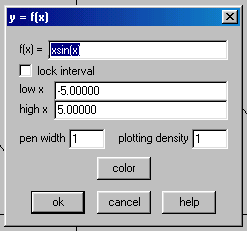 y = f(x)
f(x) = xsin(x)
lock interval
low x -5.00000
high x 5.00000
pen width 1 plotting density 1
color
ok cancel help